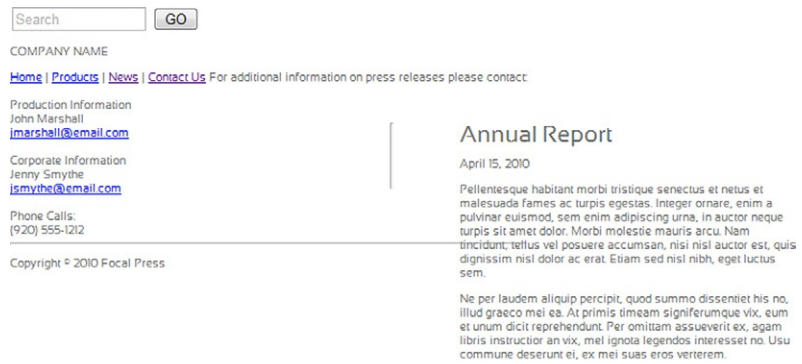 Search
GO
COMPANY NAME
Home | Products | News | Contact Us For additional information on press releases please contact:
Production Information
John Marshall
jmarshall@email.com
Corporate Information
Jenny Smythe
jsmythe@email.com
Phone Calls:
(920) 555-1212
Copyright © 2010 Focal Press
Annual Report
April 15, 2010
Pellentesque habitant morbi tristique senectus et netus et
malesuada fames ac turpis egestas. Integer ornare, enim a
pulvinar euismod, sem enim adipiscing urna, in auctor neque
turpis sit amet dolor. Morbi molestie mauris arcu. Nam
tincidunt, tellus vel posuere accumsan, nisi nisl auctor est, quis
dignissim nisl dolor ac erat. Etiam sed nisl nibh, eget luctus
sem.
Ne per laudem aliquip percipit, quod summo dissentiet his no,
illud graeco mei ea. At primis timeam signiferumque vix, eum
et unum dicit reprehendunt. Per omittam assueverit ex, agam
libris instructior an vix, mel ignota legendos interesset no. Usu
commune deserunt ei, ex mei suas eros verterem.